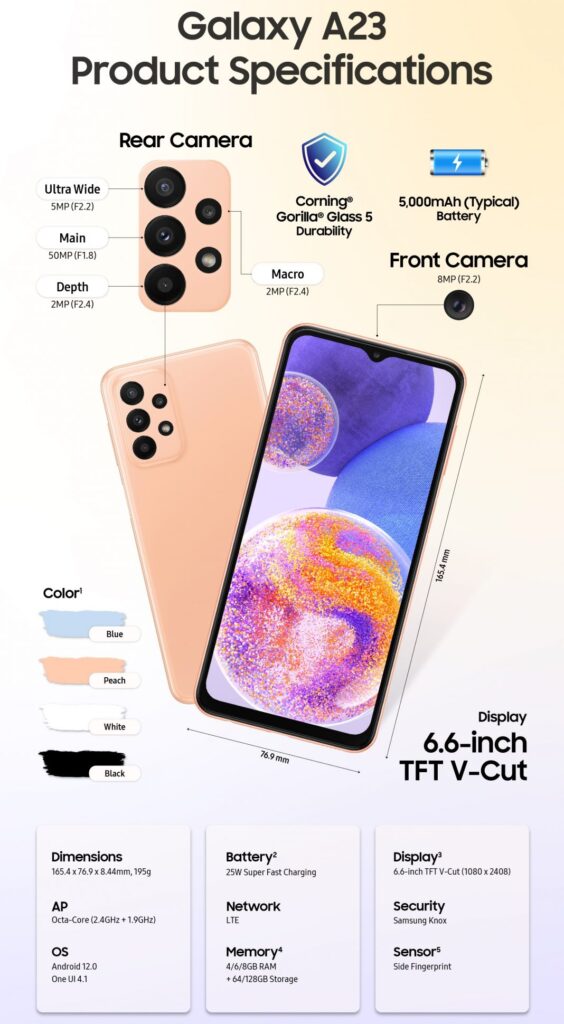 Galaxy A23
Product Specifications
Rear Camera
Ultra Wide
5MP (F2.2)
Main
50MP (F1.8)
Depth
2MP (F2.4)
Macro
2MP (F2.4)
Corning®
Gorilla® Glass 5
Durability
5,000mAh (Typical)
Battery
Front Camera
8MP (F2.2)
165.4 mm
76.9 mm
Color¹
Blue
Peach
White
Black
Display
6.6-inch
TFT V-Cut
Dimensions
165.4 x 76.9 x 8.44mm, 195g
AP
Octa-Core (2.4GHz + 1.9GHz)
OS
Android 12.0
One UI 4.1
Battery²
25W Super Fast Charging
Network
LTE
Memory⁴
4/6/8GB RAM
+ 64/128GB Storage
Display³
6.6-inch TFT V-Cut (1080 x 2408)
Security
Samsung Knox
Sensor⁵
Side Fingerprint